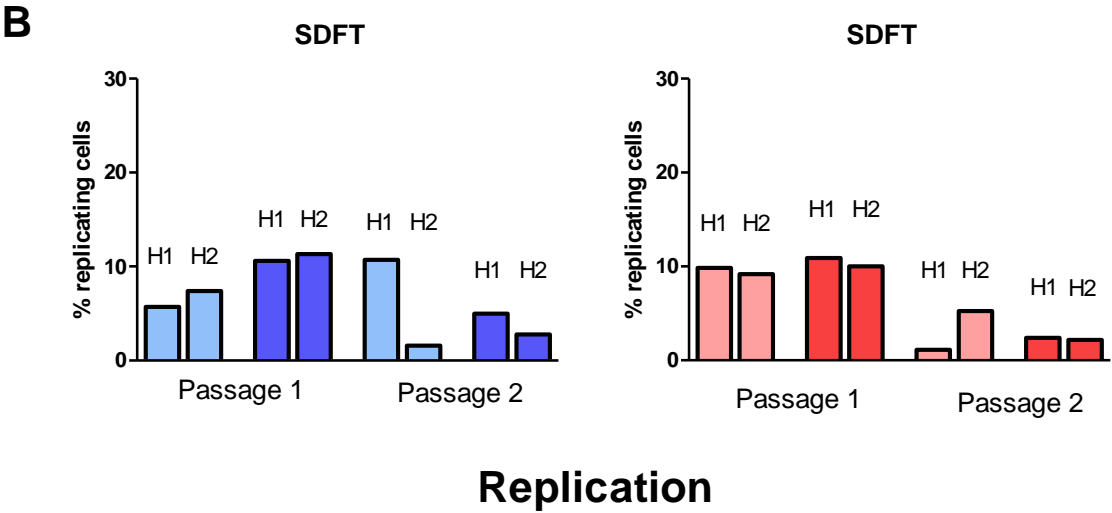 B
SDFT
% replicating cells
30
20
10
0
H1 H2
H1 H2
H1 H2
H1 H2
Passage 1
Passage 2
SDFT
% replicating cells
30
20
10
0
H1 H2
H1 H2
H1 H2
H1 H2
Passage 1
Passage 2
Replication